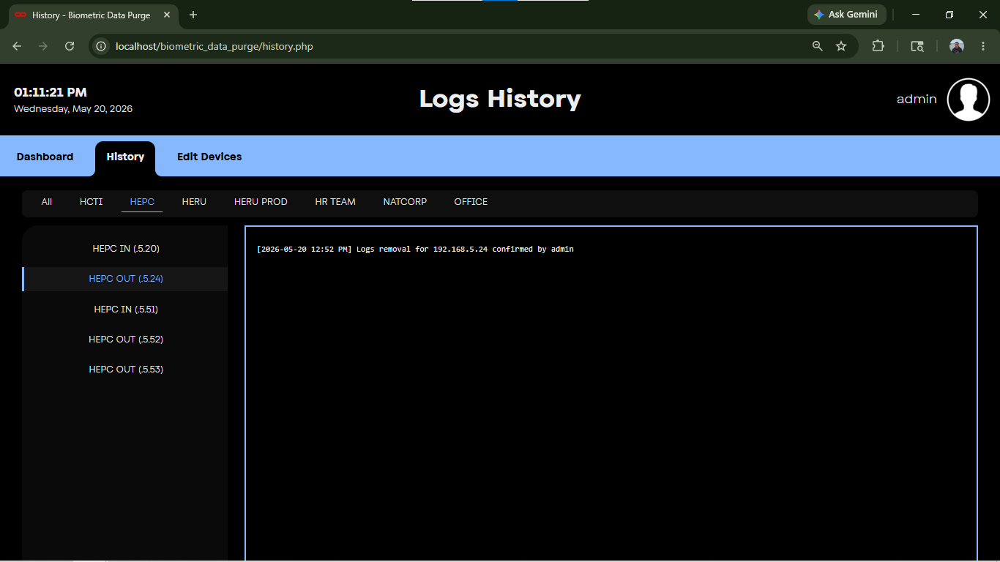 History - Biometric Data Purge
Ask Gemini
localhost/biometric_data_purge/history.php
01:11:21 PM
Wednesday, May 20, 2026
Logs History
admin
Dashboard
History
Edit Devices
All
HCTI
HEPC
HERU
HERU PROD
HR TEAM
NATCORP
OFFICE
HEPC IN (.5.20)
HEPC OUT (.5.24)
HEPC IN (.5.51)
HEPC OUT (.5.52)
HEPC OUT (.5.53)
[2026-05-20 12:52 PM] Logs removal for 192.168.5.24 confirmed by admin